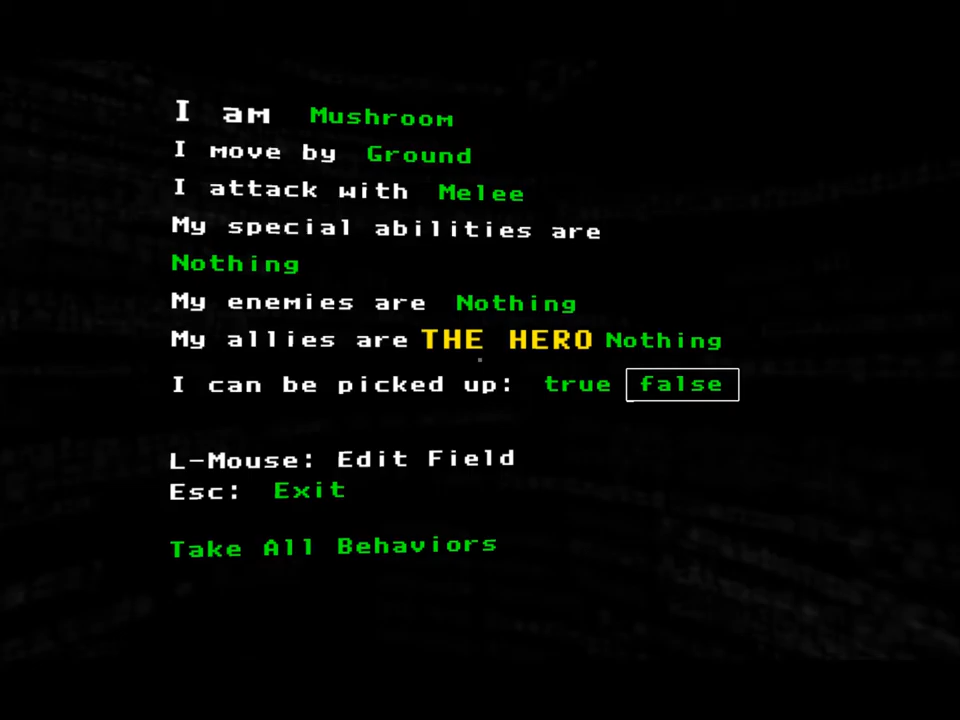 I am Mushroom
I move by Ground
I attack with Melee
My special abilities are
Nothing
My enemies are Nothing
My allies are THE HERO Nothing
I can be picked up: true false
L-Mouse: Edit Field
Esc: Exit
Take All Behaviors